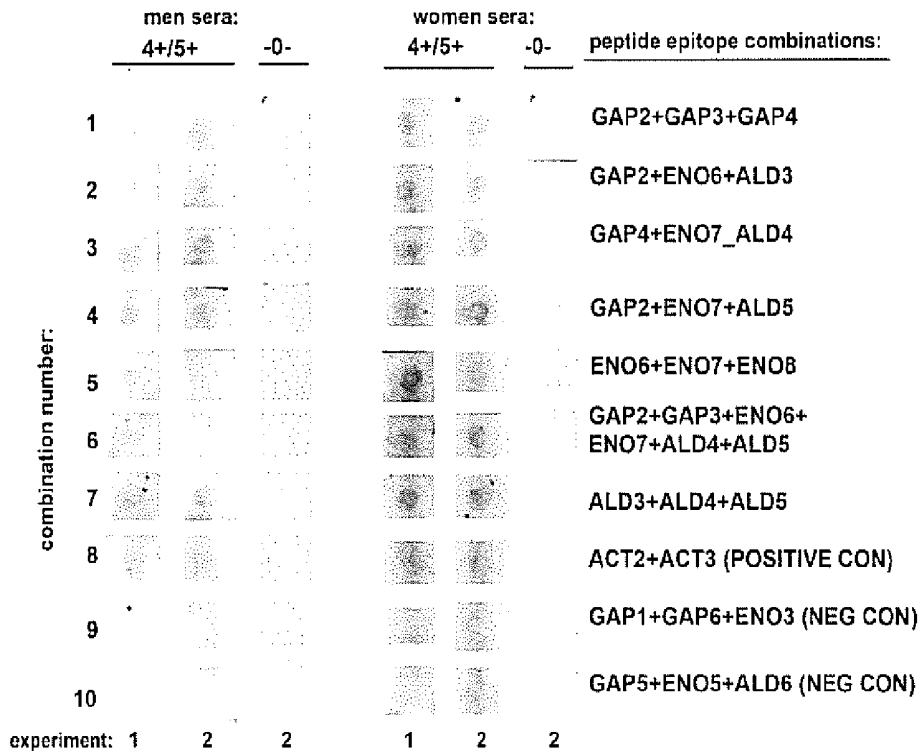 men sera: women sera:
4+/5+ -0- 4+/5+ -0- peptide epitope combinations:
1 GAP2+GAP3+GAP4
2 GAP2+ENO6+ALD3
3 GAP4+ENO7_ALD4
4 GAP2+ENO7+ALD5
5 ENO6+ENO7+ENO8
6 GAP2+GAP3+ENO6+
ENO7+ALD4+ALD5
7 ALD3+ALD4+ALD5
8 ACT2+ACT3 (POSITIVE CON)
9 GAP1+GAP6+ENO3 (NEG CON)
10 GAP5+ENO5+ALD6 (NEG CON)
combination number:
experiment: 1 2 2 1 2 2